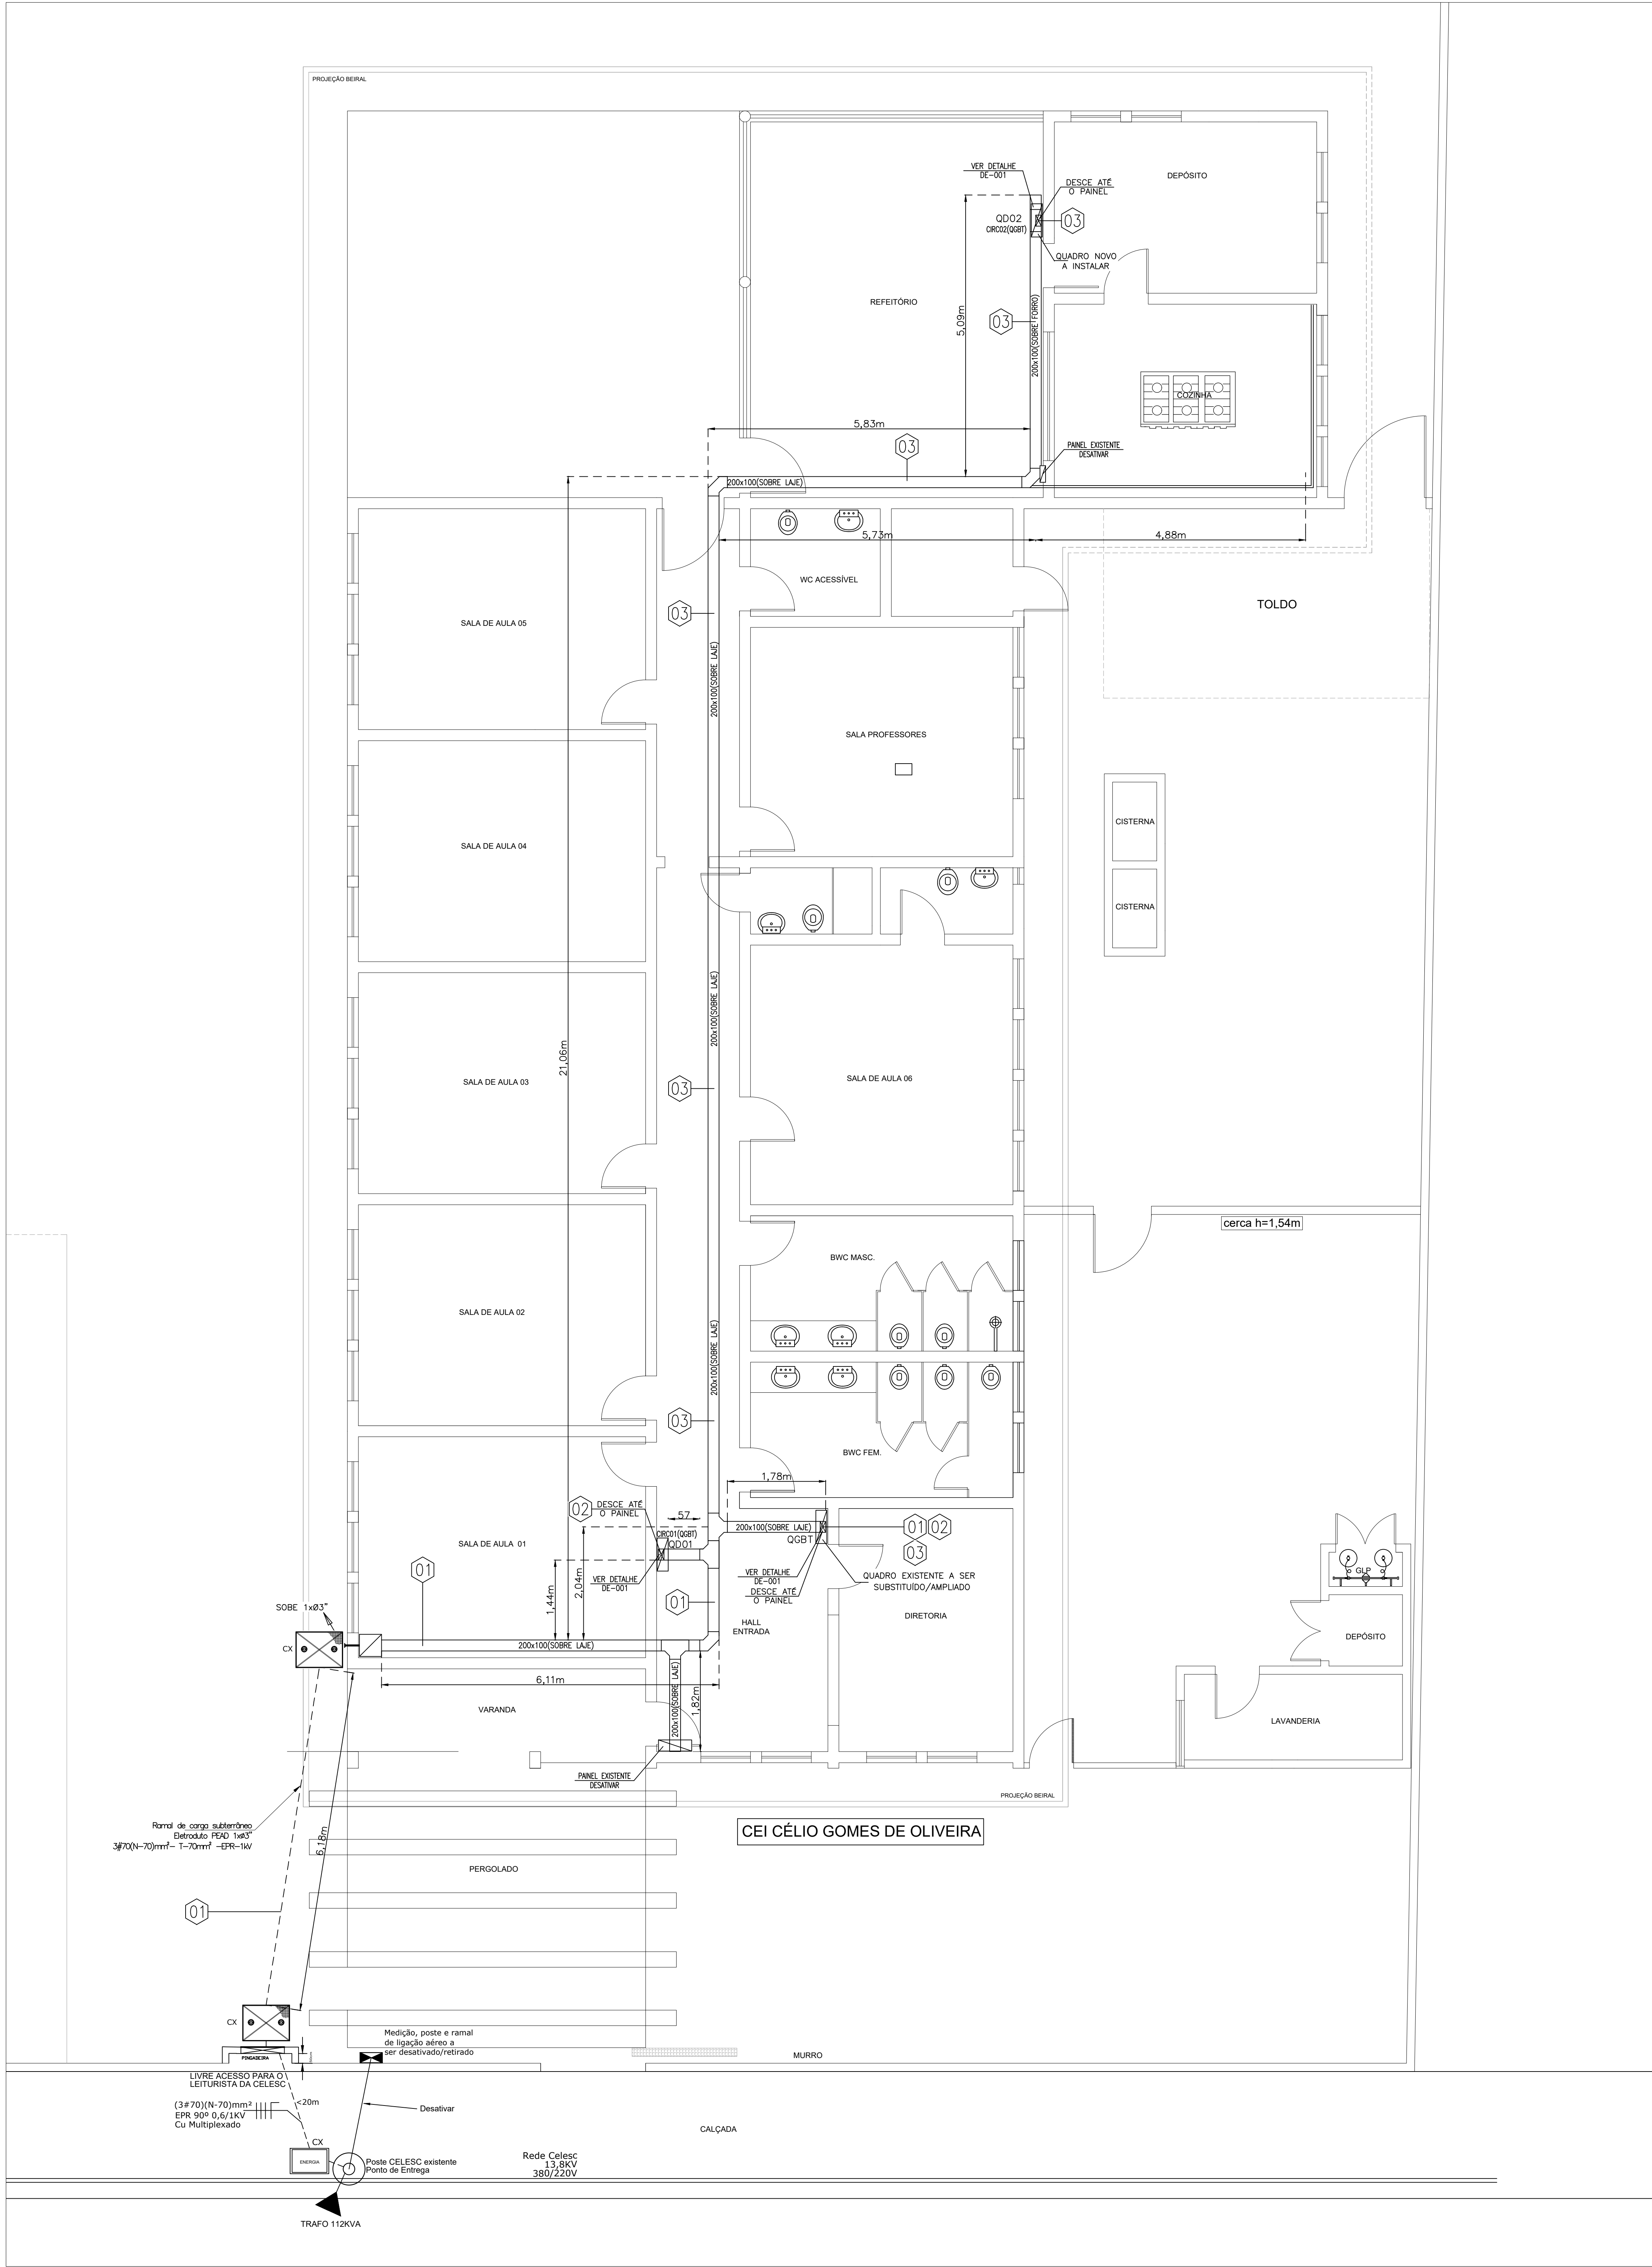 PROJEÇÃO BEIRAL
VER DETALHE
DE-001
DESCE ATÉ
O PAINEL
DEPÓSITO
QD02
CIRC02(QGBT)
03
QUADRO NOVO
A INSTALAR
REFEITÓRIO
5,09m
03
200x100(SOBRE FORRO)
COZINHA
5,83m
03
PAINEL EXISTENTE
DESATIVAR
200x100(SOBRE LAJE)
5,73m
4,88m
WC ACESSÍVEL
TOLDO
03
SALA DE AULA 05
200x100(SOBRE LAJE)
SALA PROFESSORES
CISTERNA
SALA DE AULA 04
CISTERNA
200x100(SOBRE LAJE)
21,06m
SALA DE AULA 03
03
SALA DE AULA 06
cerca h=1,54m
BWC MASC.
SALA DE AULA 02
200x100(SOBRE LAJE)
03
BWC FEM.
1,78m
02
DESCE ATÉ
O PAINEL
57
CIRC01(QGBT)
QD01
200x100(SOBRE LAJE)
QGBT
01
02
03
SALA DE AULA 01
01
VER DETALHE
DE-001
1,44m
2,04m
VER DETALHE
DE-001
DESCE ATÉ
O PAINEL
QUADRO EXISTENTE A SER
SUBSTITUÍDO/AMPLIADO
GLP
01
HALL
ENTRADA
DIRETORIA
SOBE 1xØ3"
CX
200x100(SOBRE LAJE)
DEPÓSITO
6,11m
200x100(SOBRE LAJE)
1,82m
VARANDA
LAVANDERIA
PAINEL EXISTENTE
DESATIVAR
PROJEÇÃO BEIRAL
Ramal de carga subterrâneo
Eletroduto PEAD 1xø3"
3#70(N-70)mm²- T-70mm² -EPR-1kV
6,18m
CEI CÉLIO GOMES DE OLIVEIRA
PERGOLADO
01
CX
Medição, poste e ramal
de ligação aéreo a
ser desativado/retirado
PINGADEIRA
MURRO
LIVRE ACESSO PARA O
LEITURISTA DA CELESC
(3#70)(N-70)mm²
EPR 90º 0,6/1KV
Cu Multiplexado
<20m
Desativar
CALÇADA
CX
ENERGIA
Poste CELESC existente
Ponto de Entrega
Rede Celesc
13,8KV
380/220V
TRAFO 112KVA